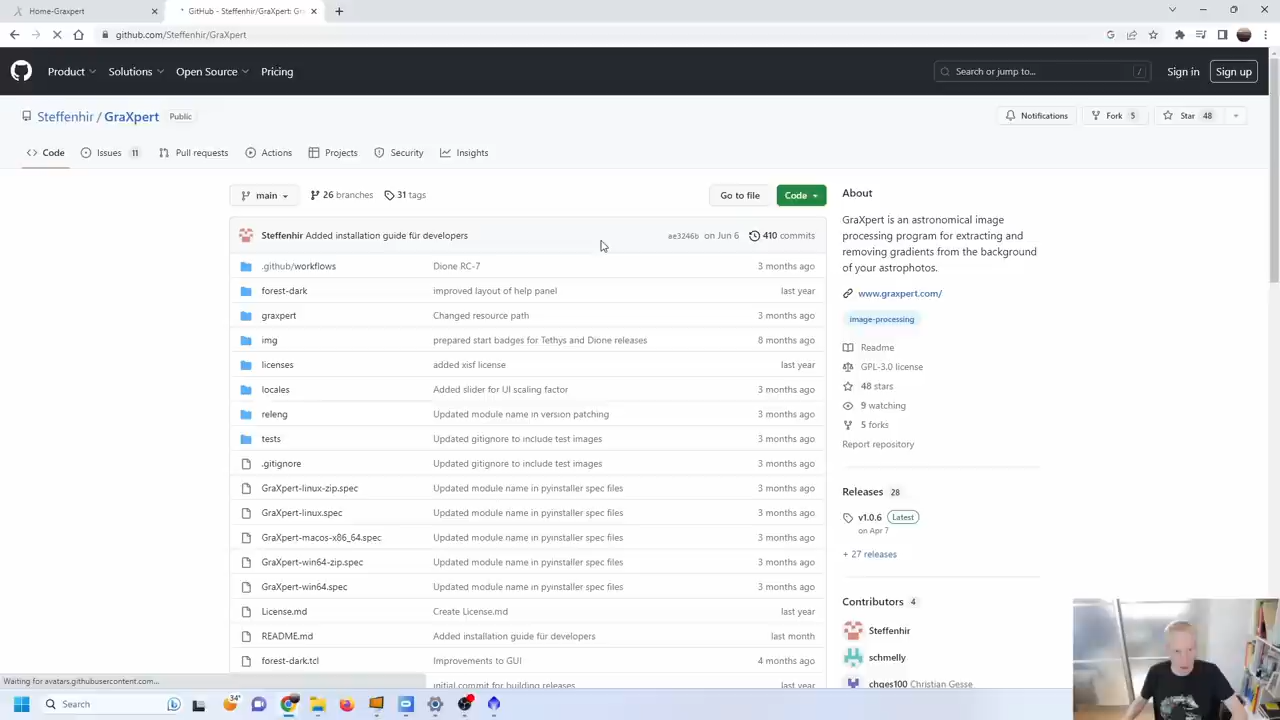 Home-Graxpert
GitHub - Steffenhir/GraXpert: Gr
github.com/Steffenhir/GraXpert
Product
Solutions
Open Source
Pricing
Search or jump to...
/
Sign in
Sign up
Steffenhir / GraXpert Public
Notifications
Fork 5
Star 48
Code
Issues 11
Pull requests
Actions
Projects
Security
Insights
main
26 branches
31 tags
Go to file
Code
Steffenhir Added installation guide für developers
ae3246b on Jun 6
410 commits
.github/workflows Dione RC-7 3 months ago
forest-dark improved layout of help panel last year
graxpert Changed resource path 3 months ago
img prepared start badges for Tethys and Dione releases 8 months ago
licenses added xisf license last year
locales Added slider for UI scaling factor 3 months ago
releng Updated module name in version patching 3 months ago
tests Updated gitignore to include test images 3 months ago
.gitignore Updated gitignore to include test images 3 months ago
GraXpert-linux-zip.spec Updated module name in pyinstaller spec files 3 months ago
GraXpert-linux.spec Updated module name in pyinstaller spec files 3 months ago
GraXpert-macos-x86_64.spec Updated module name in pyinstaller spec files 3 months ago
GraXpert-win64-zip.spec Updated module name in pyinstaller spec files 3 months ago
GraXpert-win64.spec Updated module name in pyinstaller spec files 3 months ago
License.md Create License.md last year
README.md Added installation guide für developers last month
forest-dark.tcl Improvements to GUI 4 months ago
initial commit for building releases last year
About
GraXpert is an astronomical image
processing program for extracting and
removing gradients from the background
of your astrophotos.
www.graxpert.com/
image-processing
Readme
GPL-3.0 license
48 stars
9 watching
5 forks
Report repository
Releases 28
v1.0.6 Latest
on Apr 7
+ 27 releases
Contributors 4
Steffenhir
schmelly
chges100 Christian Gesse
Waiting for avatars.githubusercontent.com...
Search
34°